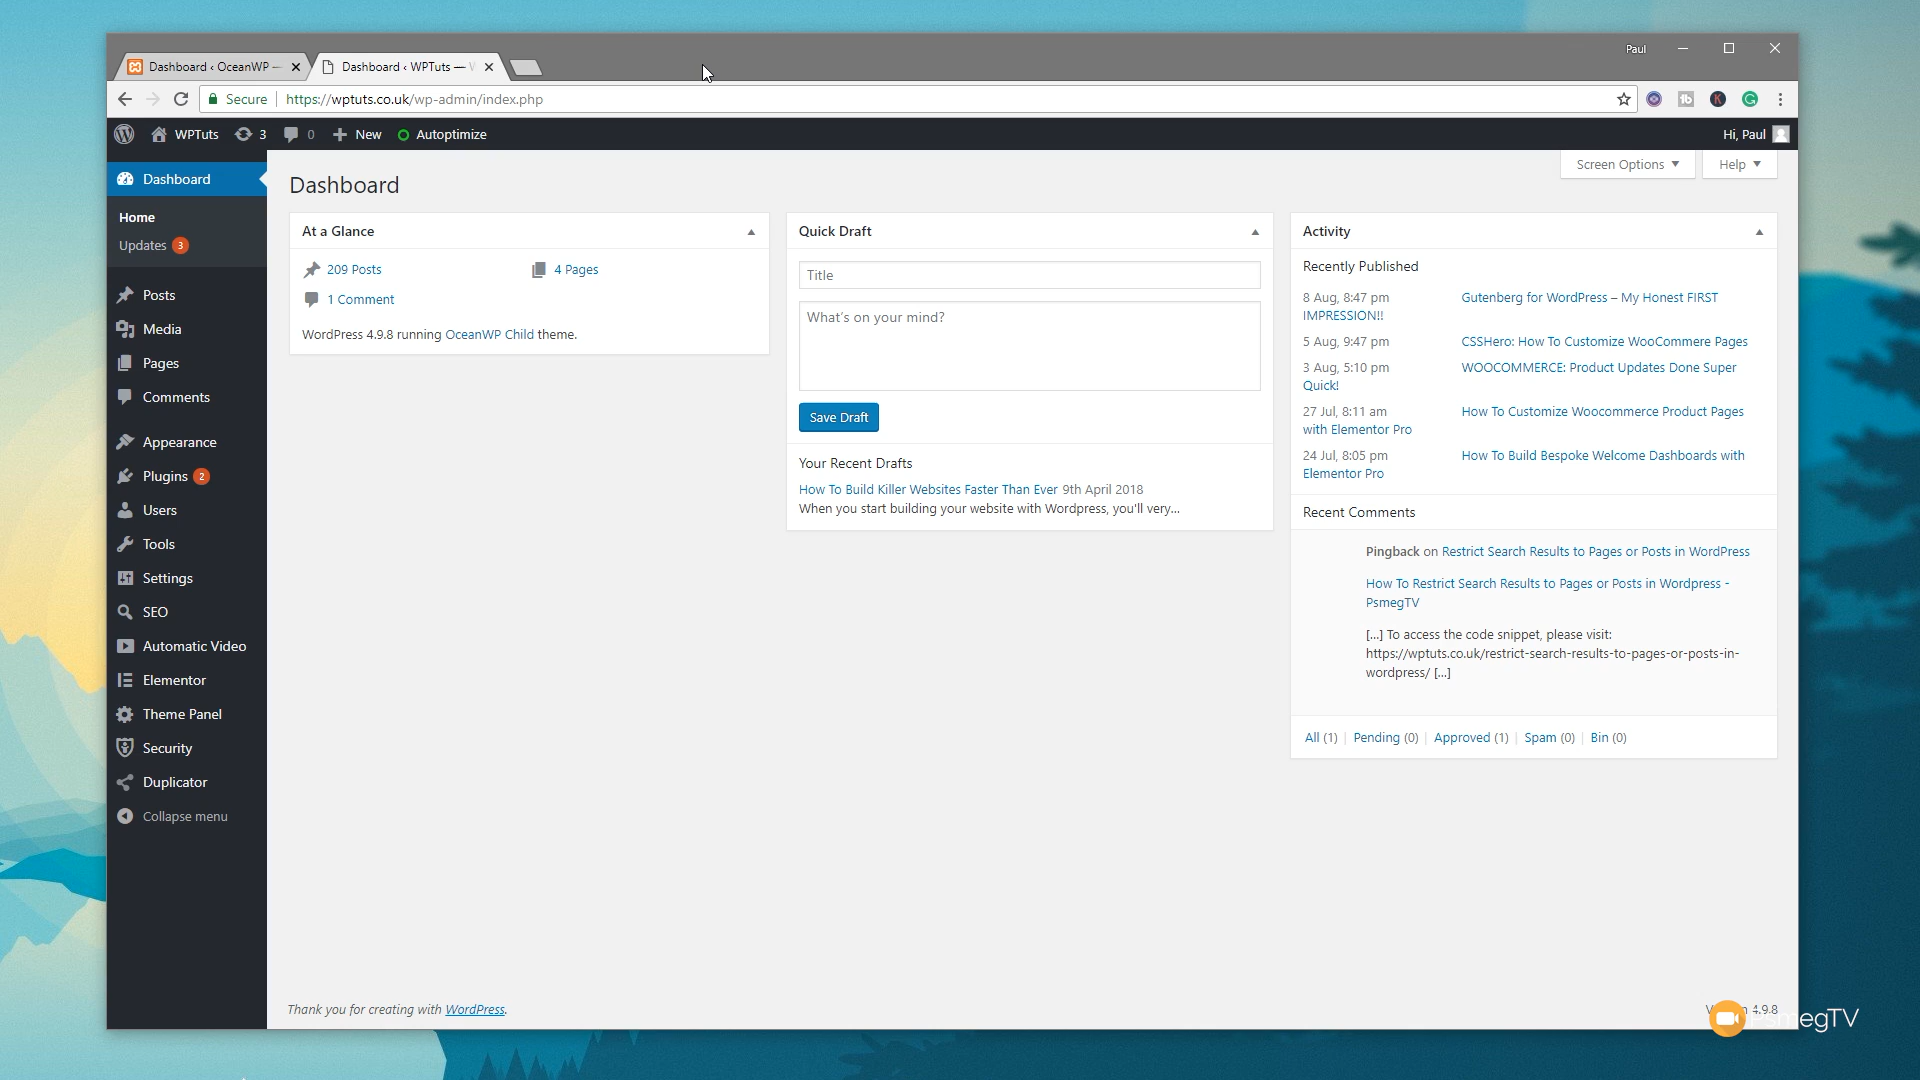 Paul
Dashboard ‹ OceanWP —
Dashboard ‹ WPTuts —
Secure
https://wptuts.co.uk/wp-admin/index.php
WPTuts
3
0
New
Autoptimize
Hi, Paul
Screen Options
Help
Dashboard
Home
Updates 3
Posts
Media
Pages
Comments
Appearance
Plugins 2
Users
Tools
Settings
SEO
Automatic Video
Elementor
Theme Panel
Security
Duplicator
Collapse menu
Dashboard
At a Glance
209 Posts
4 Pages
1 Comment
WordPress 4.9.8 running OceanWP Child theme.
Quick Draft
Title
What's on your mind?
Save Draft
Your Recent Drafts
How To Build Killer Websites Faster Than Ever 9th April 2018
When you start building your website with Wordpress, you'll very...
Activity
Recently Published
8 Aug, 8:47 pm Gutenberg for WordPress – My Honest FIRST
IMPRESSION!!
5 Aug, 9:47 pm CSSHero: How To Customize WooCommere Pages
3 Aug, 5:10 pm WOOCOMMERCE: Product Updates Done Super
Quick!
27 Jul, 8:11 am How To Customize Woocommerce Product Pages
with Elementor Pro
24 Jul, 8:05 pm How To Build Bespoke Welcome Dashboards with
Elementor Pro
Recent Comments
Pingback on Restrict Search Results to Pages or Posts in WordPress
How To Restrict Search Results to Pages or Posts in Wordpress -
PsmegTV
[…] To access the code snippet, please visit:
https://wptuts.co.uk/restrict-search-results-to-pages-or-posts-in-
wordpress/ […]
All (1) | Pending (0) | Approved (1) | Spam (0) | Bin (0)
Thank you for creating with WordPress.
4.9.8
PsmegTV